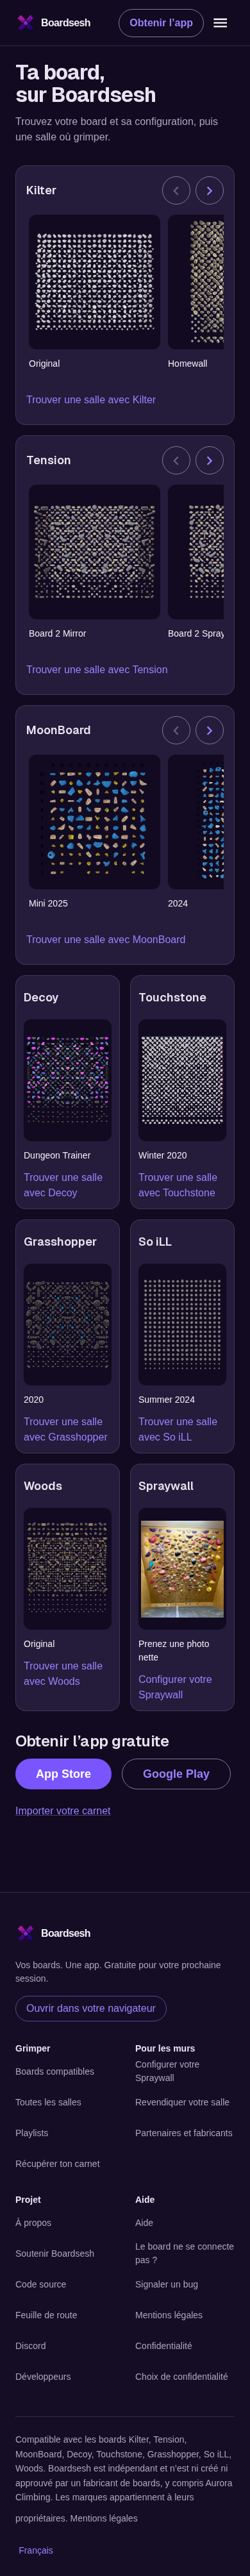 Boardsesh
Obtenir l’app
Ta board,
sur Boardsesh
Trouvez votre board et sa configuration, puis
une salle où grimper.
Kilter
Original
Homewall
Trouver une salle avec Kilter
Tension
Board 2 Mirror
Board 2 Spray
Trouver une salle avec Tension
MoonBoard
Mini 2025
2024
Trouver une salle avec MoonBoard
Decoy
Dungeon Trainer
Trouver une salle
avec Decoy
Touchstone
Winter 2020
Trouver une salle
avec Touchstone
Grasshopper
2020
Trouver une salle
avec Grasshopper
So iLL
Summer 2024
Trouver une salle
avec So iLL
Woods
Original
Trouver une salle
avec Woods
Spraywall
Prenez une photo
nette
Configurer votre
Spraywall
Obtenir l’app gratuite
App Store
Google Play
Importer votre carnet
Boardsesh
Vos boards. Une app. Gratuite pour votre prochaine
session.
Ouvrir dans votre navigateur
Grimper
Boards compatibles
Toutes les salles
Playlists
Récupérer ton carnet
Pour les murs
Configurer votre
Spraywall
Revendiquer votre salle
Partenaires et fabricants
Projet
À propos
Soutenir Boardsesh
Code source
Feuille de route
Discord
Développeurs
Aide
Aide
Le board ne se connecte
pas ?
Signaler un bug
Mentions légales
Confidentialité
Choix de confidentialité
Compatible avec les boards Kilter, Tension,
MoonBoard, Decoy, Touchstone, Grasshopper, So iLL,
Woods. Boardsesh est indépendant et n’est ni créé ni
approuvé par un fabricant de boards, y compris Aurora
Climbing. Les marques appartiennent à leurs
propriétaires. Mentions légales
Français